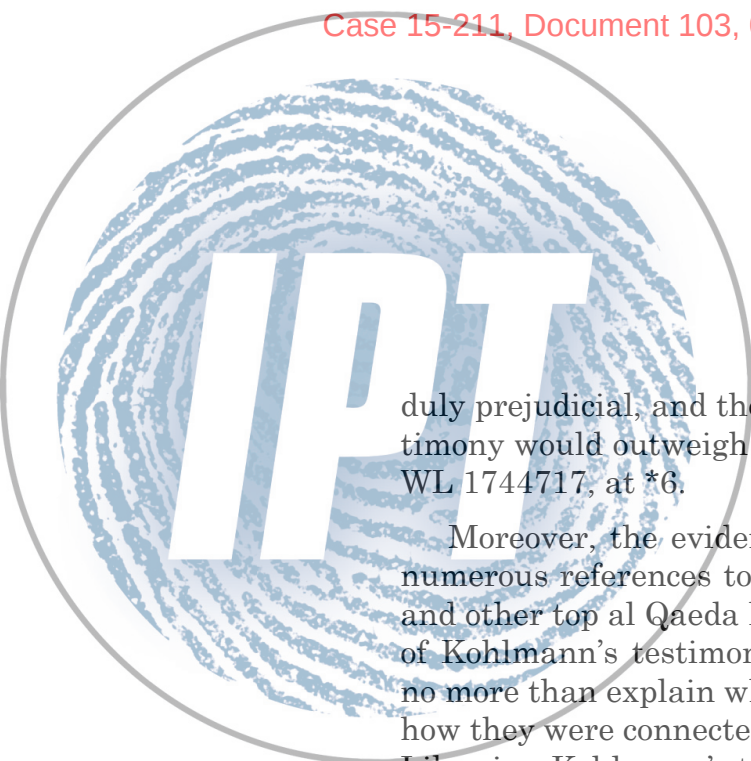 Case 15-211, Document 103,
IPT
duly prejudicial, and the
timony would outweigh
WL 1744717, at *6.
Moreover, the eviden
numerous references to
and other top al Qaeda
of Kohlmann's testimon
no more than explain wh
how they were connecte